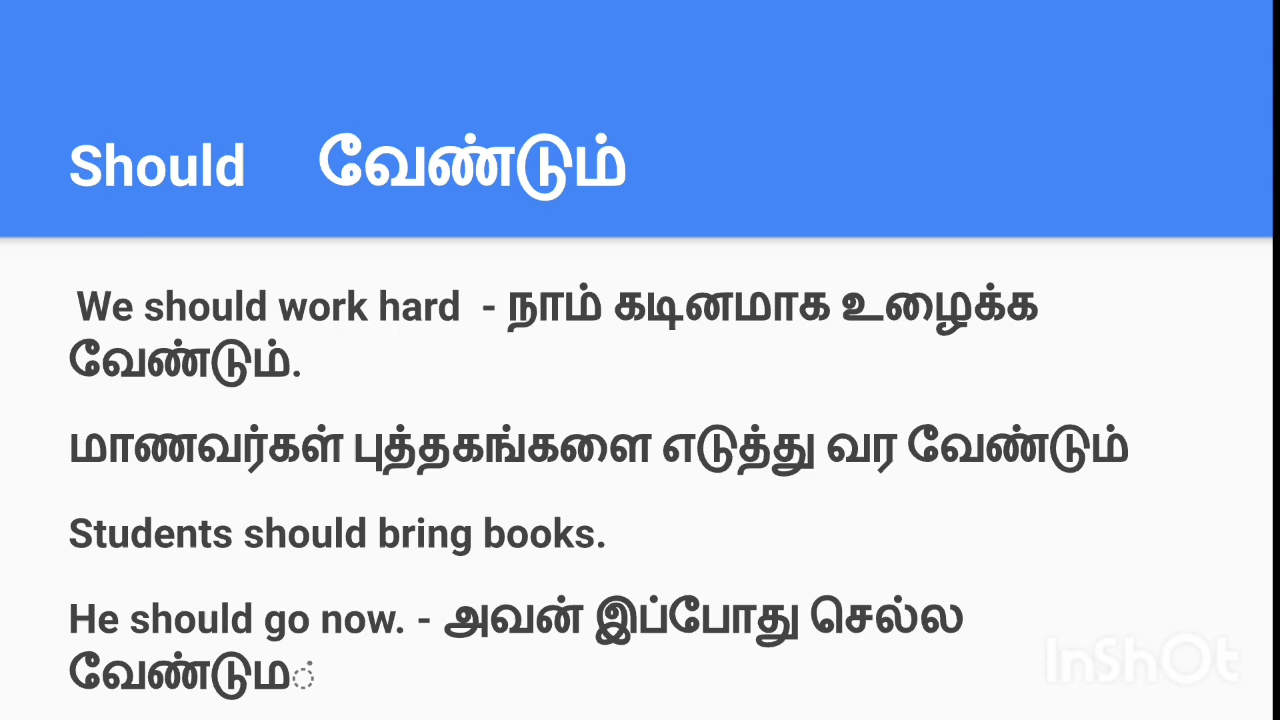 Should வேண்டும்
We should work hard - நாம் கடினமாக உழைக்க
வேண்டும்.
மாணவர்கள் புத்தகங்களை எடுத்து வர வேண்டும்
Students should bring books.
He should go now. - அவன் இப்போது செல்ல
வேண்டும்
InShOt